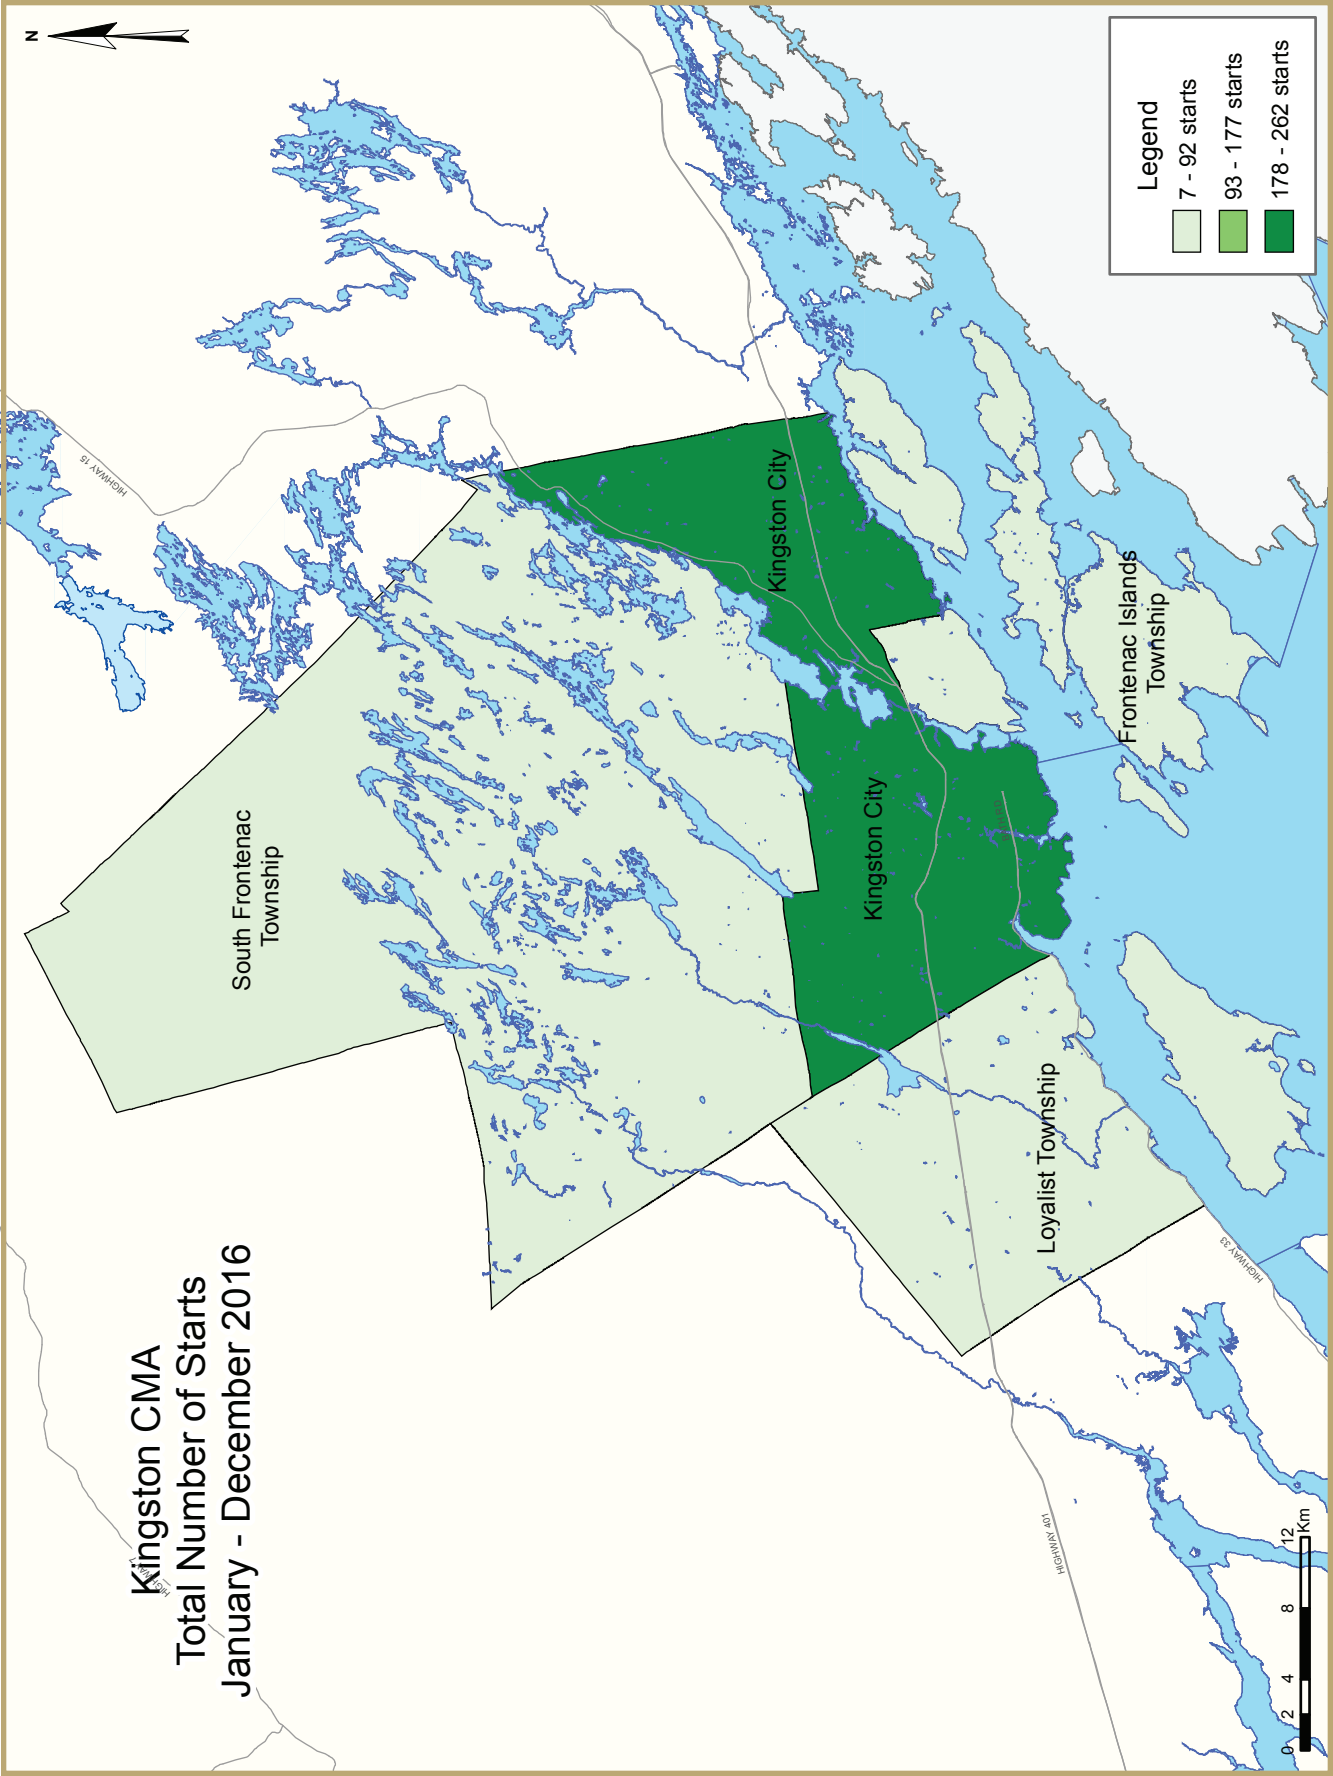 Kingston CMA
Total Number of Starts
January - December 2016
N
HIGHWAY 7
HIGHWAY 15
South Frontenac
Township
Kingston City
Kingston City
Loyalist Township
Frontenac Islands
Township
HIGHWAY 401
HIGHWAY 33
Legend
7 - 92 starts
93 - 177 starts
178 - 262 starts
0 2 4 8 12
Km